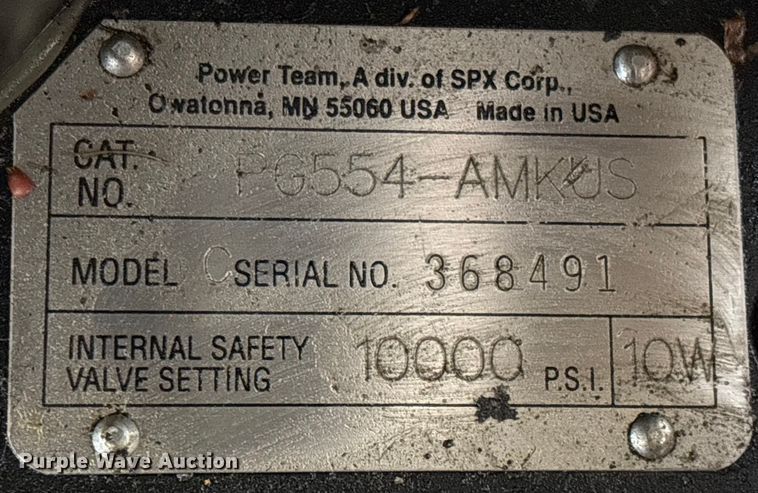 Power Team, A div. of SPX Corp.,
Owatonna, MN 55060 USA Made in USA
CAT. NO. PG554-AMKUS
MODEL C SERIAL NO. 368491
INTERNAL SAFETY VALVE SETTING 10000 P.S.I. 10W
Purple Wave Auction